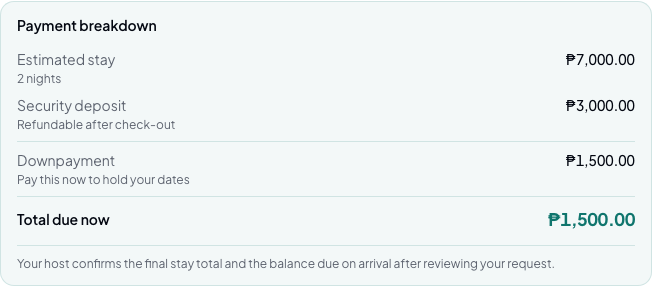 Payment breakdown
Estimated stay ₱7,000.00
2 nights
Security deposit ₱3,000.00
Refundable after check-out
Downpayment ₱1,500.00
Pay this now to hold your dates
Total due now ₱1,500.00
Your host confirms the final stay total and the balance due on arrival after reviewing your request.